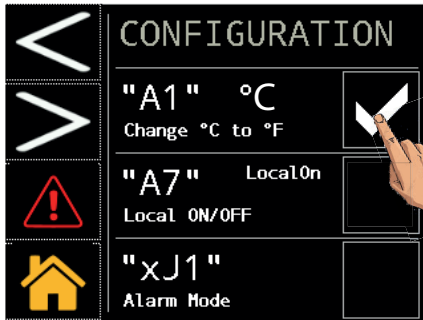 CONFIGURATION
"A1" °C
Change °C to °F
"A7" LocalOn
Local ON/OFF
"xJ1"
Alarm Mode